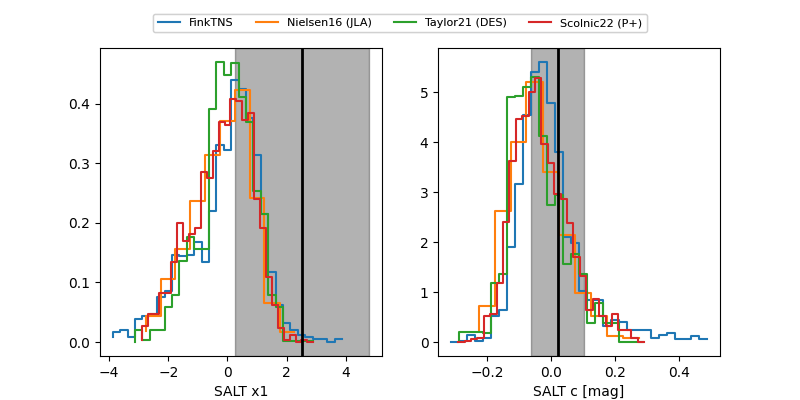 FinkTNS Nielsen16 (JLA) Taylor21 (DES) Scolnic22 (P+)
0.4
0.3
0.2
0.1
0.0
−4 −2 0 2 4
SALT x1
5
4
3
2
1
0
−0.2 0.0 0.2 0.4
SALT c [mag]